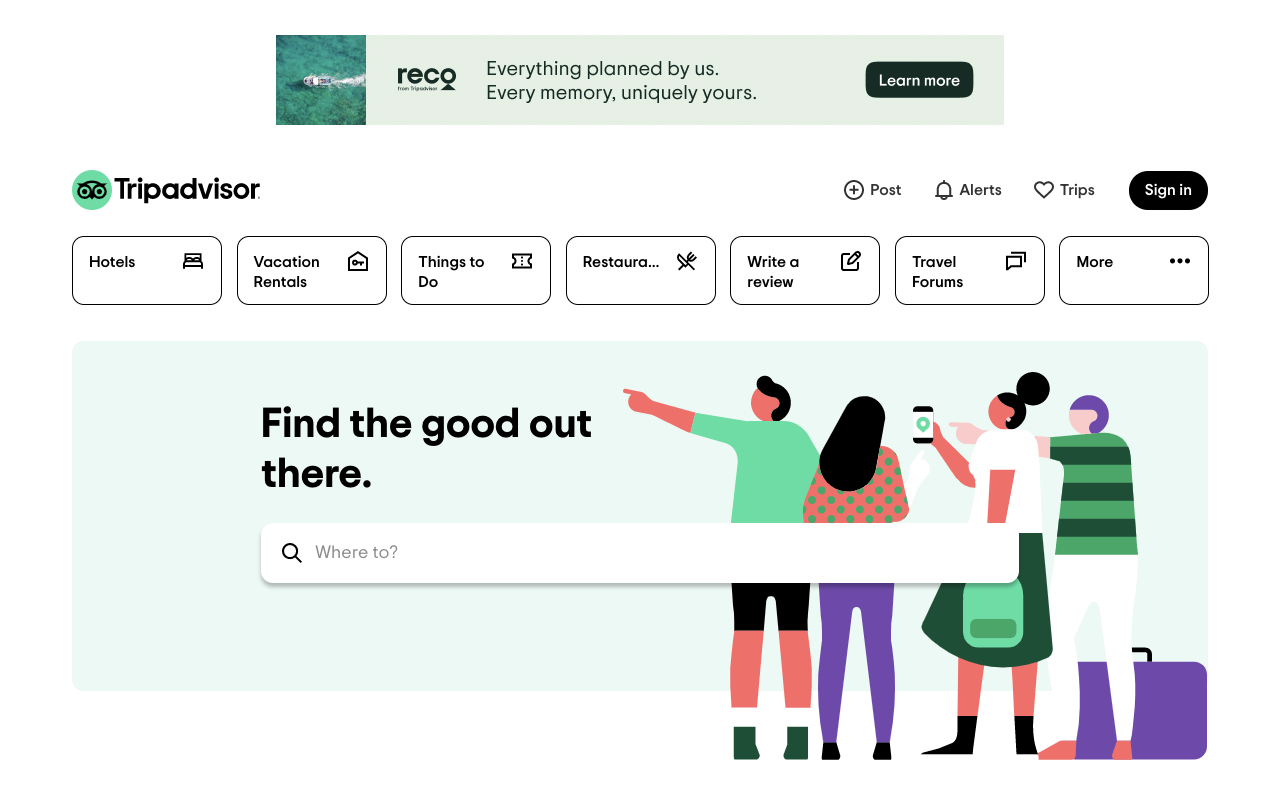 reco
from Tripadvisor
Everything planned by us.
Every memory, uniquely yours.
Learn more
Tripadvisor
Post
Alerts
Trips
Sign in
Hotels
Vacation
Rentals
Things to
Do
Restaura...
Write a
review
Travel
Forums
More
Find the good out
there.
Where to?